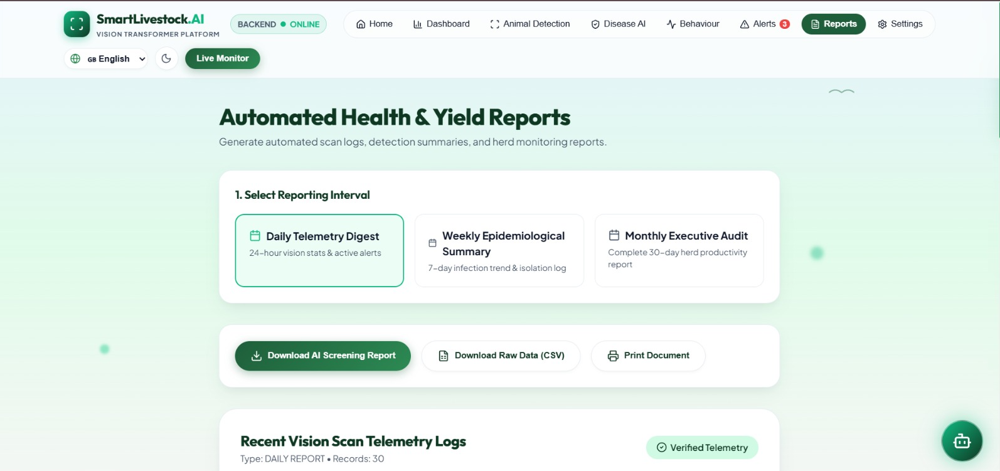 SmartLivestock.AI
VISION TRANSFORMER PLATFORM
BACKEND ONLINE
Home
Dashboard
Animal Detection
Disease AI
Behaviour
Alerts 3
Reports
Settings
GB English
Live Monitor
Automated Health & Yield Reports
Generate automated scan logs, detection summaries, and herd monitoring reports.
1. Select Reporting Interval
Daily Telemetry Digest
24-hour vision stats & active alerts
Weekly Epidemiological
Summary
7-day infection trend & isolation log
Monthly Executive Audit
Complete 30-day herd productivity
report
Download AI Screening Report
Download Raw Data (CSV)
Print Document
Recent Vision Scan Telemetry Logs
Type: DAILY REPORT • Records: 30
Verified Telemetry